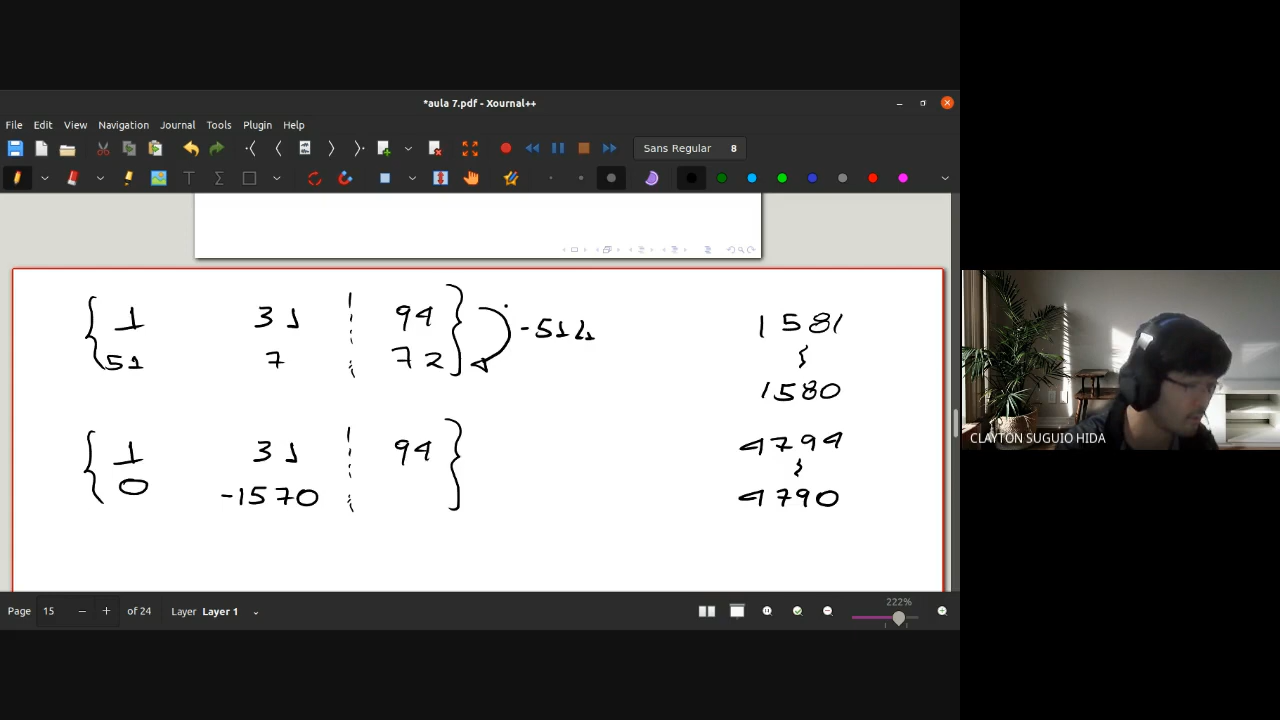 *aula 7.pdf - Xournal++
File Edit View Navigation Journal Tools Plugin Help
Sans Regular 8
1 31 94
51 7 72
1 31 94
0 -1570
1581
1580
4794
4790
CLAYTON SUGUIO HIDA
Page 15 of 24 Layer Layer 1 222%